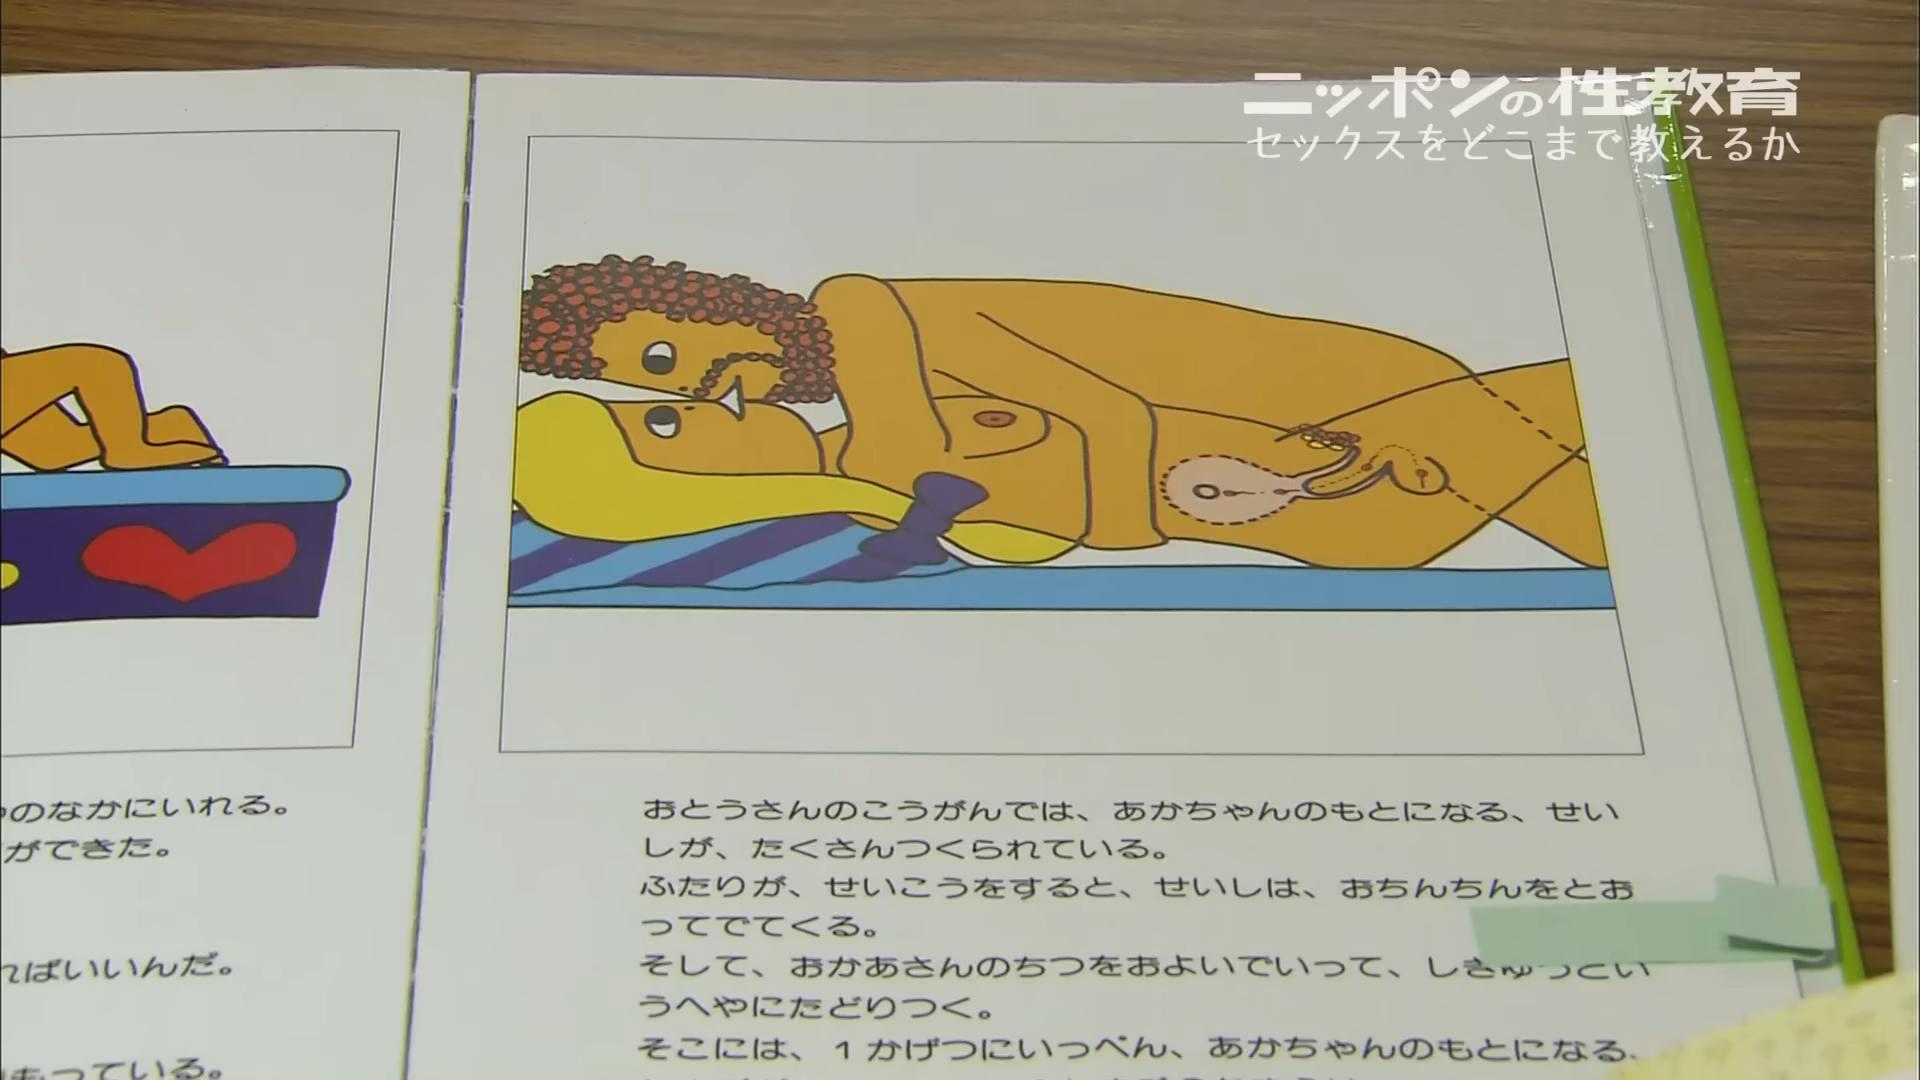 ニッポンの性教育
セックスをどこまで教えるか
のなかにいれる。
ができた。
ればいいんだ。
っている。
おとうさんのこうがんでは、あかちゃんのもとになる、せい
しが、たくさんつくられている。
ふたりが、せいこうをすると、せいしは、おちんちんをとお
ってでてくる。
そして、おかあさんのちつをおよいでいって、しきゅうとい
うへやにたどりつく。
そこには、1かげつにいっぺん、あかちゃんのもとになる、